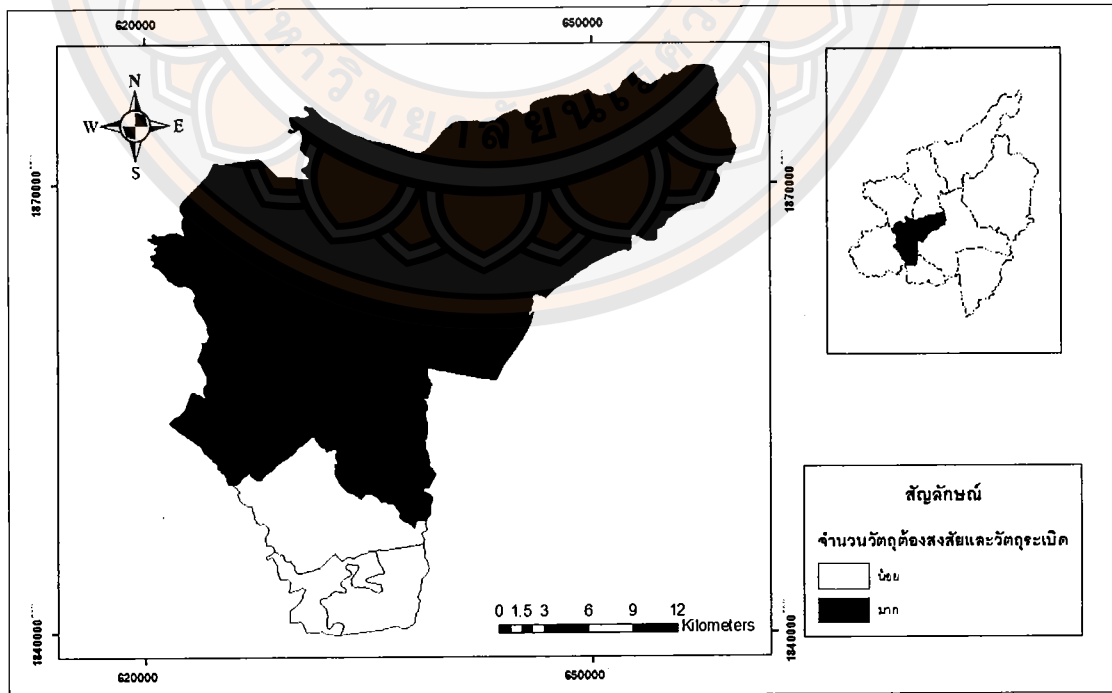 620000
650000
N
W
E
S
1870000
1870000
1840000
1840000
620000
650000
0 1.5 3 6 9 12
Kilometers
สัญลักษณ์
จำนวนวัตถุต้องสงสัยและวัตถุระเบิด
น้อย
มาก